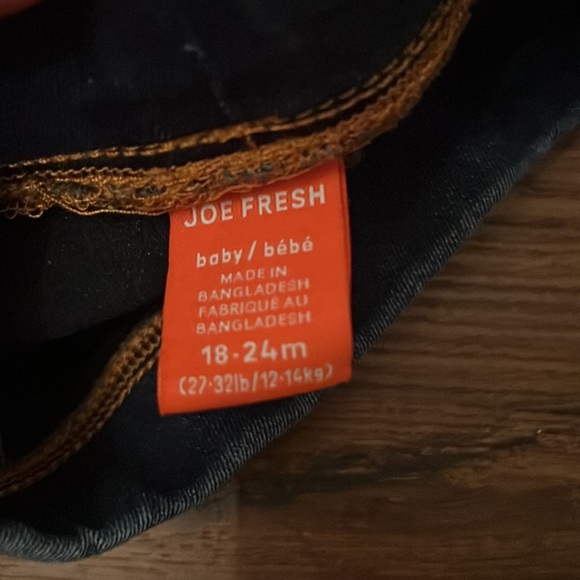 JOE FRESH
baby / bébé
MADE IN
BANGLADESH
FABRIQUÉ AU
BANGLADESH
18-24m
(27-32lb/12-14kg)